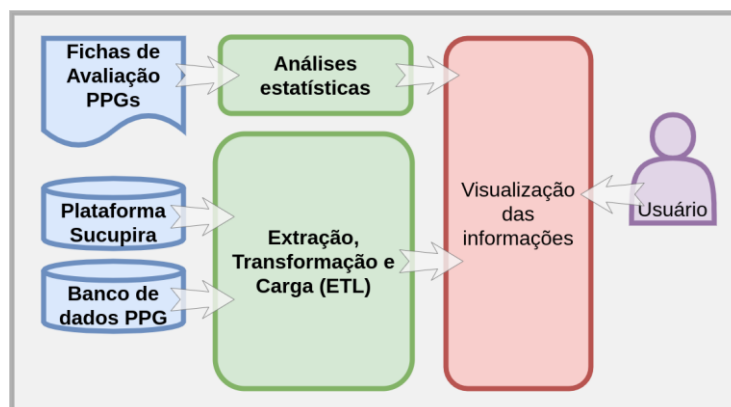 Fichas de
Avaliação
PPGs
Análises
estatísticas
Plataforma
Sucupira
Banco de
dados PPG
Extração,
Transformação e
Carga (ETL)
Visualização
das
informações
Usuário